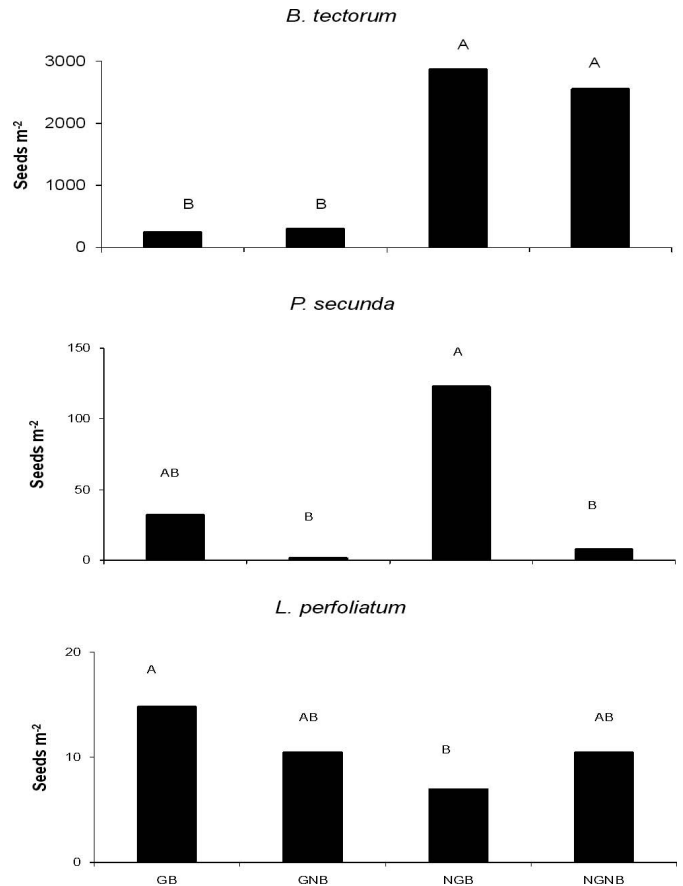 B. tectorum
A
A
3000
2000
1000
0
Seeds m-2
B
B
P. secunda
150
100
50
0
Seeds m-2
A
AB
B
B
L. perfoliatum
20
10
0
Seeds m-2
A
AB
B
AB
GB
GNB
NGB
NGNB